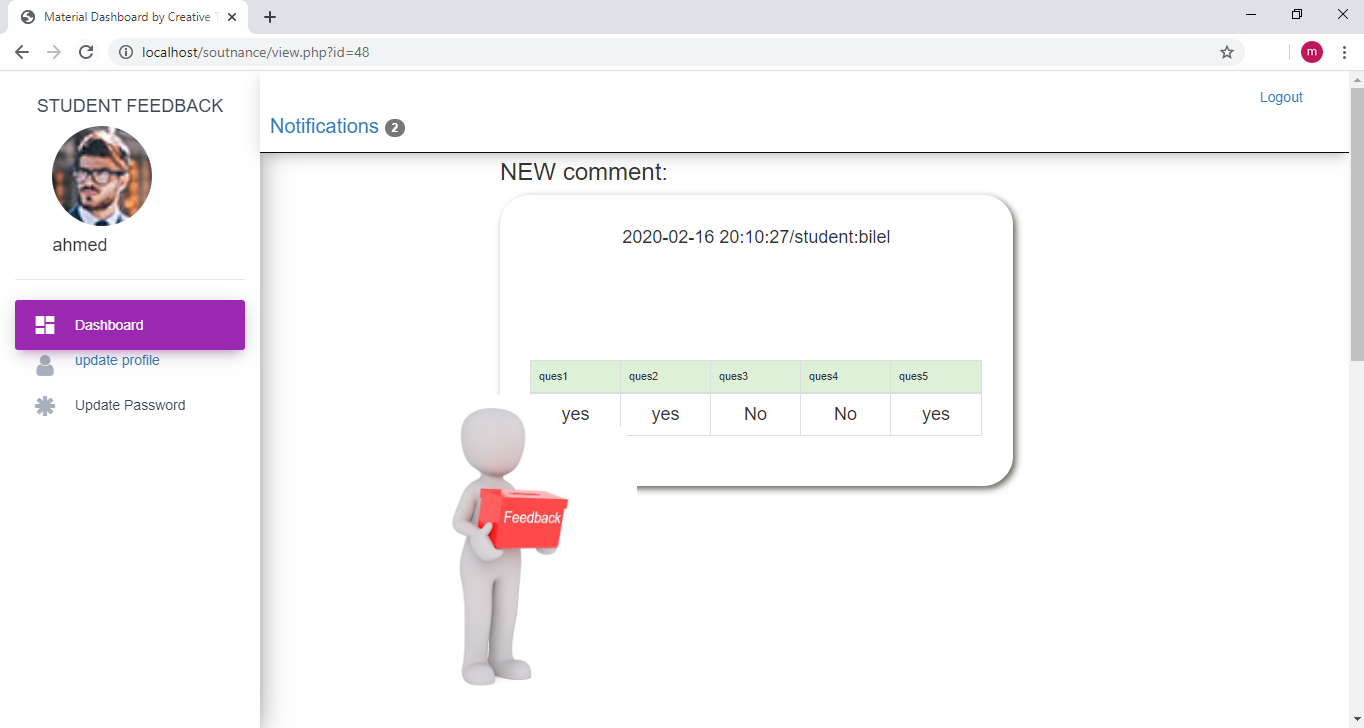 Material Dashboard by Creative T
localhost/soutnance/view.php?id=48
m
STUDENT FEEDBACK
ahmed
Dashboard
update profile
Update Password
Logout
Notifications 2
NEW comment:
2020-02-16 20:10:27/student:bilel
ques1 ques2 ques3 ques4 ques5
yes yes No No yes
Feedback